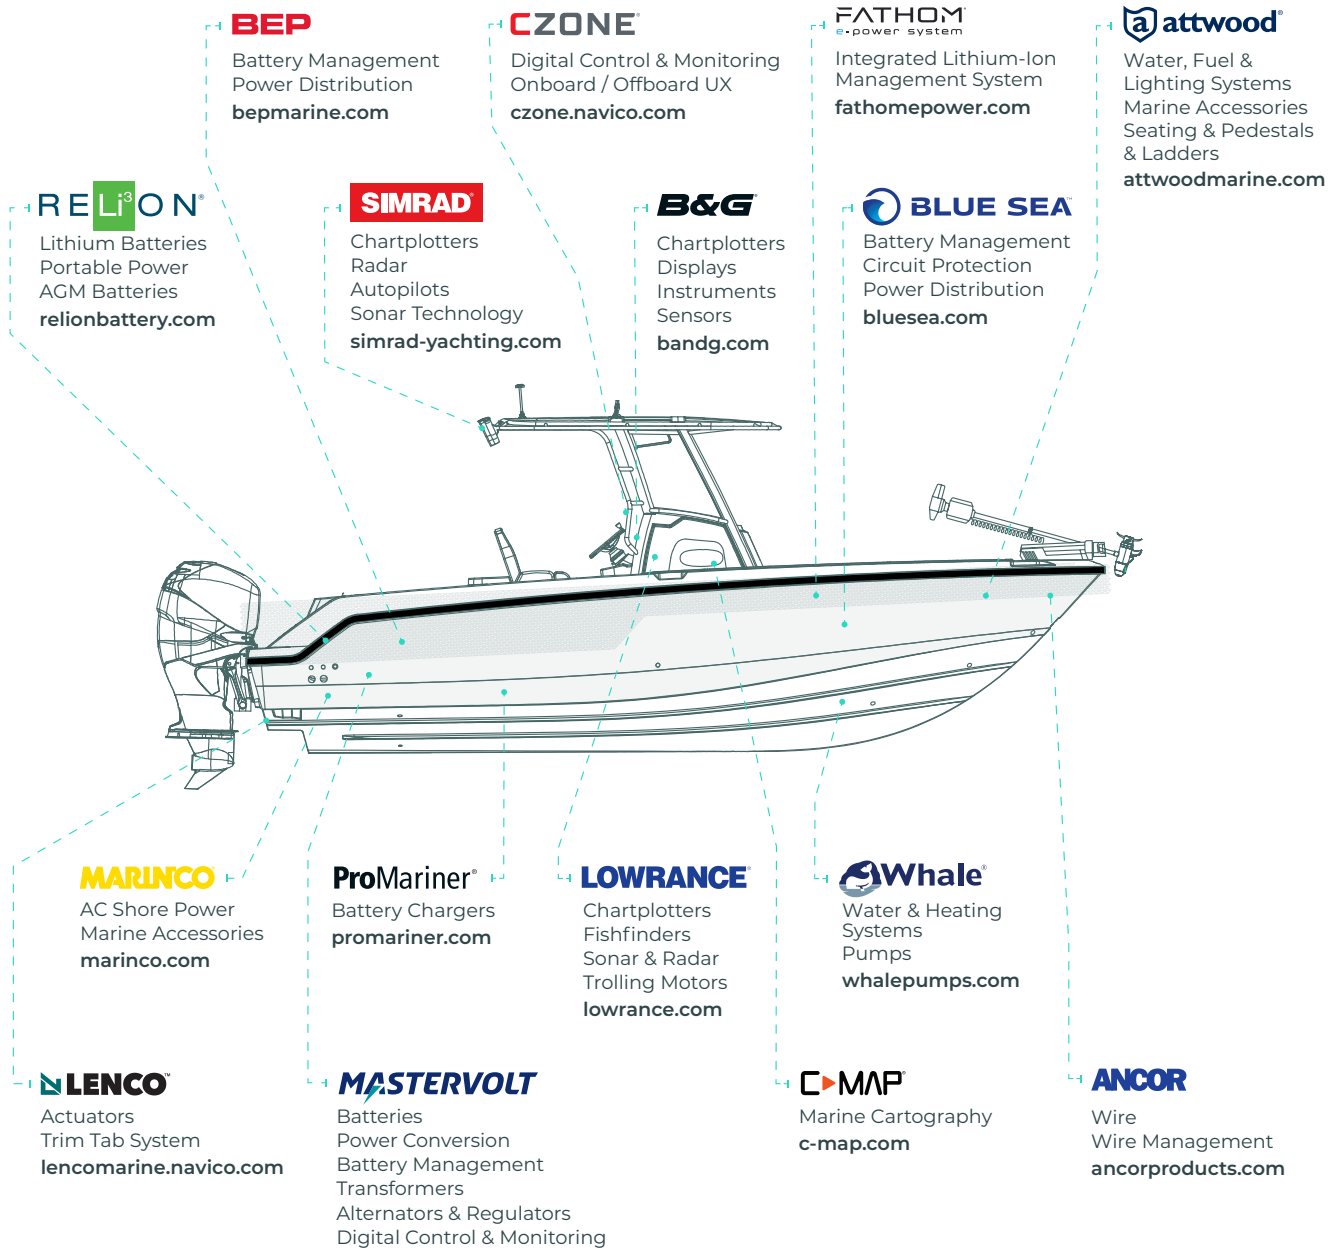 BEP
Battery Management
Power Distribution
bepmarine.com
CZONE®
Digital Control & Monitoring
Onboard / Offboard UX
czone.navico.com
FATHOM®
e-power system
Integrated Lithium-Ion
Management System
fathomepower.com
a attwood®
Water, Fuel &
Lighting Systems
Marine Accessories
Seating & Pedestals
& Ladders
attwoodmarine.com
RELi³ON®
Lithium Batteries
Portable Power
AGM Batteries
relionbattery.com
SIMRAD®
Chartplotters
Radar
Autopilots
Sonar Technology
simrad-yachting.com
B&G®
Chartplotters
Displays
Instruments
Sensors
bandg.com
BLUE SEA™
Battery Management
Circuit Protection
Power Distribution
bluesea.com
MARINCO®
AC Shore Power
Marine Accessories
marinco.com
ProMariner®
Battery Chargers
promariner.com
LOWRANCE®
Chartplotters
Fishfinders
Sonar & Radar
Trolling Motors
lowrance.com
Whale®
Water & Heating
Systems
Pumps
whalepumps.com
LENCO™
Actuators
Trim Tab System
lencomarine.navico.com
MASTERVOLT
Batteries
Power Conversion
Battery Management
Transformers
Alternators & Regulators
Digital Control & Monitoring
C-MAP®
Marine Cartography
c-map.com
ANCOR
Wire
Wire Management
ancorproducts.com